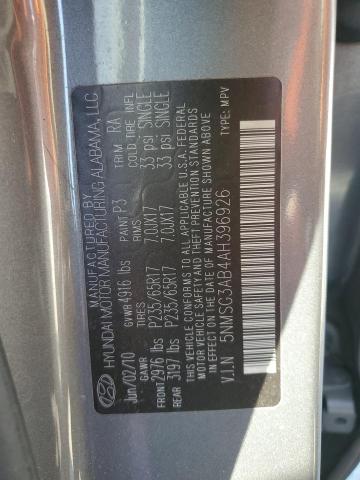 MANUFACTURED BY
HYUNDAI MOTOR MANUFACTURING ALABAMA, LLC
Jun/02/10 GVWR 4916 lbs PAINT P3 TRIM RA
GAWR TIRES RIMS COLD TIRE INFL
FRONT 2976 lbs P235/65R17 7.0JX17 33 psi SINGLE
REAR 3197 lbs P235/65R17 7.0JX17 33 psi SINGLE
THIS VEHICLE CONFORMS TO ALL APPLICABLE U.S.A. FEDERAL
MOTOR VEHICLE SAFETY, BUMPER, AND THEFT PREVENTION
STANDARDS IN EFFECT ON THE DATE OF MANUFACTURE SHOWN ABOVE.
V.I.N 5NMSG3AB4AH396926 TYPE: MPV